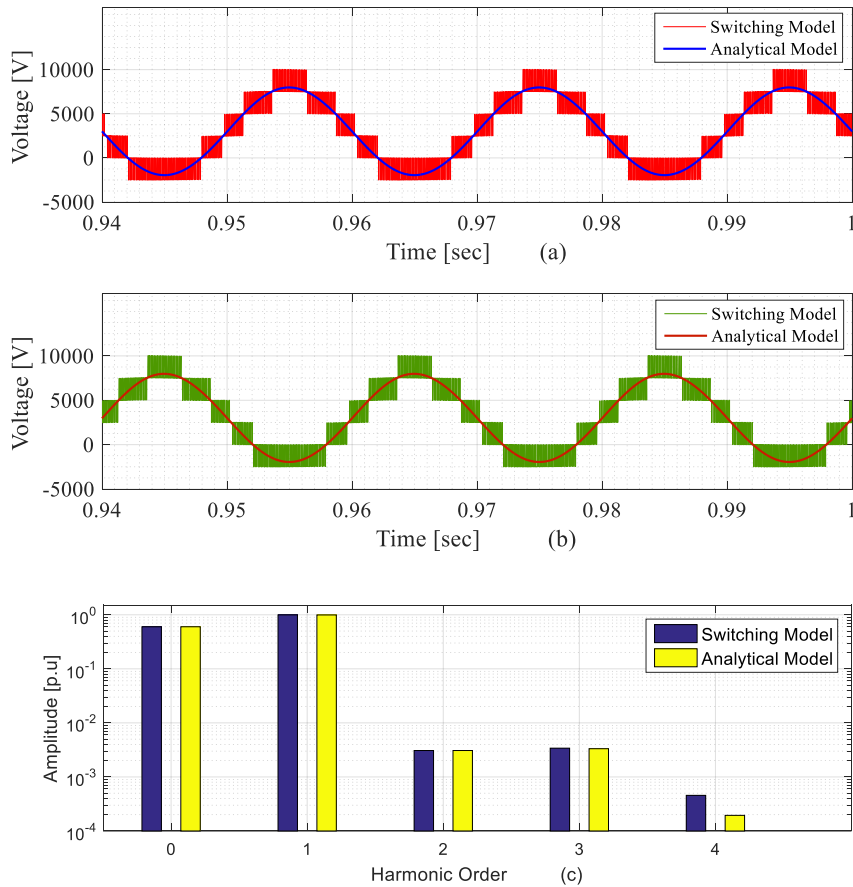 Switching Model
Analytical Model
Voltage [V]
10000
5000
0
-5000
0.94 0.95 0.96 0.97 0.98 0.99 1
Time [sec] (a)
Switching Model
Analytical Model
Voltage [V]
10000
5000
0
-5000
0.94 0.95 0.96 0.97 0.98 0.99 1
Time [sec] (b)
Switching Model
Analytical Model
Amplitude [p.u]
10^0
10^-1
10^-2
10^-3
10^-4
0 1 2 3 4
Harmonic Order (c)